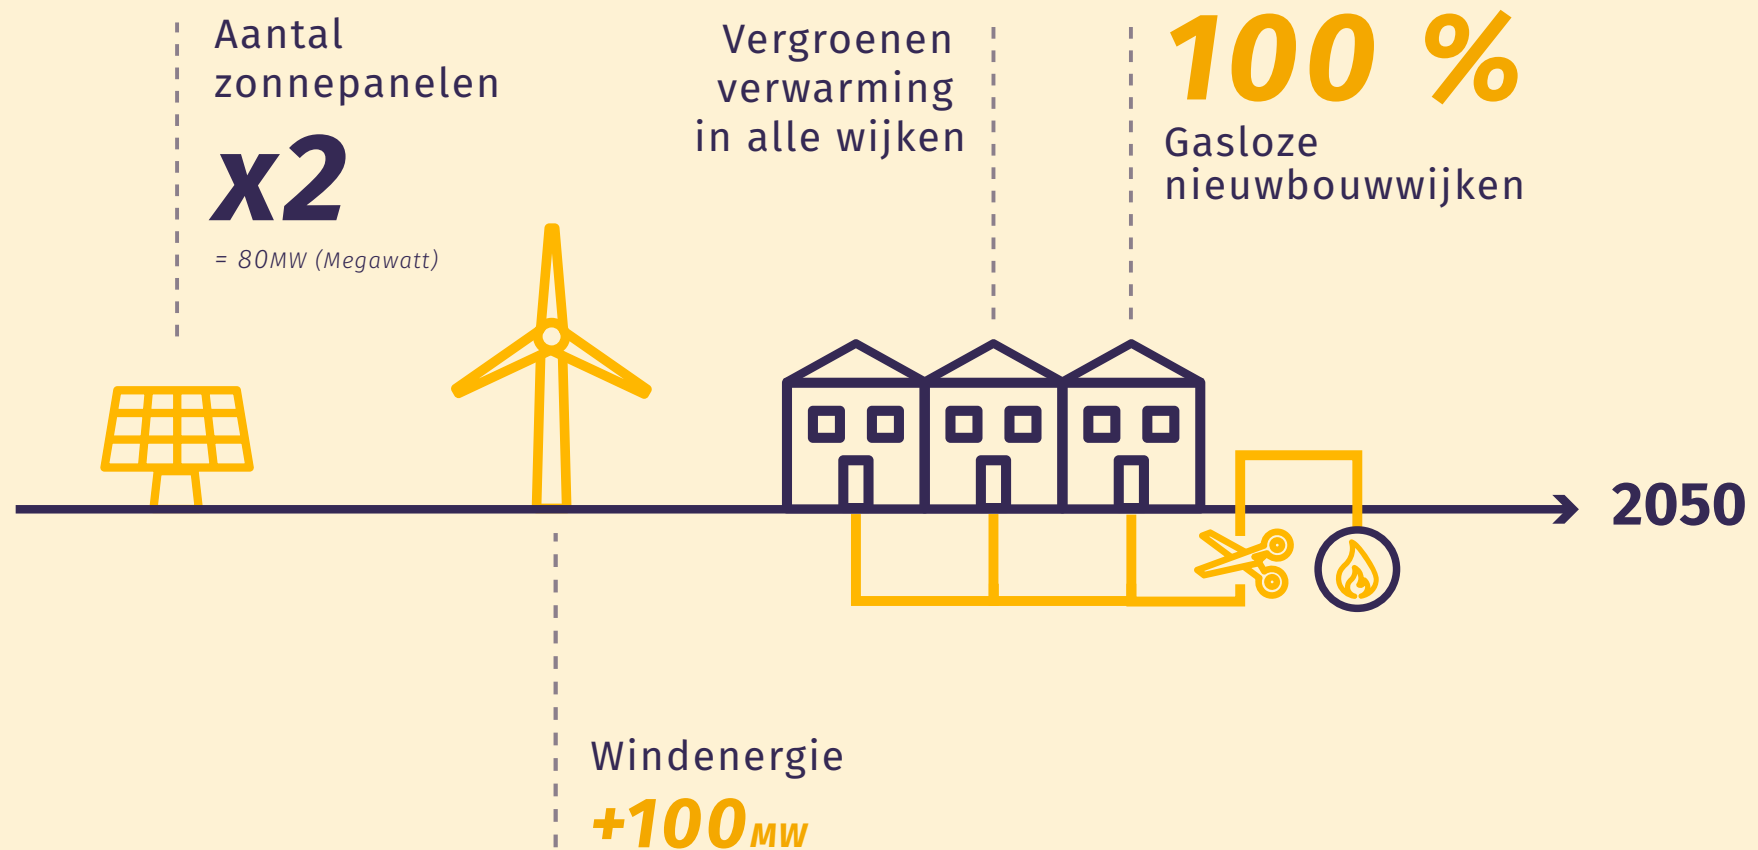 Aantal
zonnepanelen
x2
= 80MW (Megawatt)
Vergroenen
verwarming
in alle wijken
100 %
Gasloze
nieuwbouwwijken
2050
Windenergie
+100MW